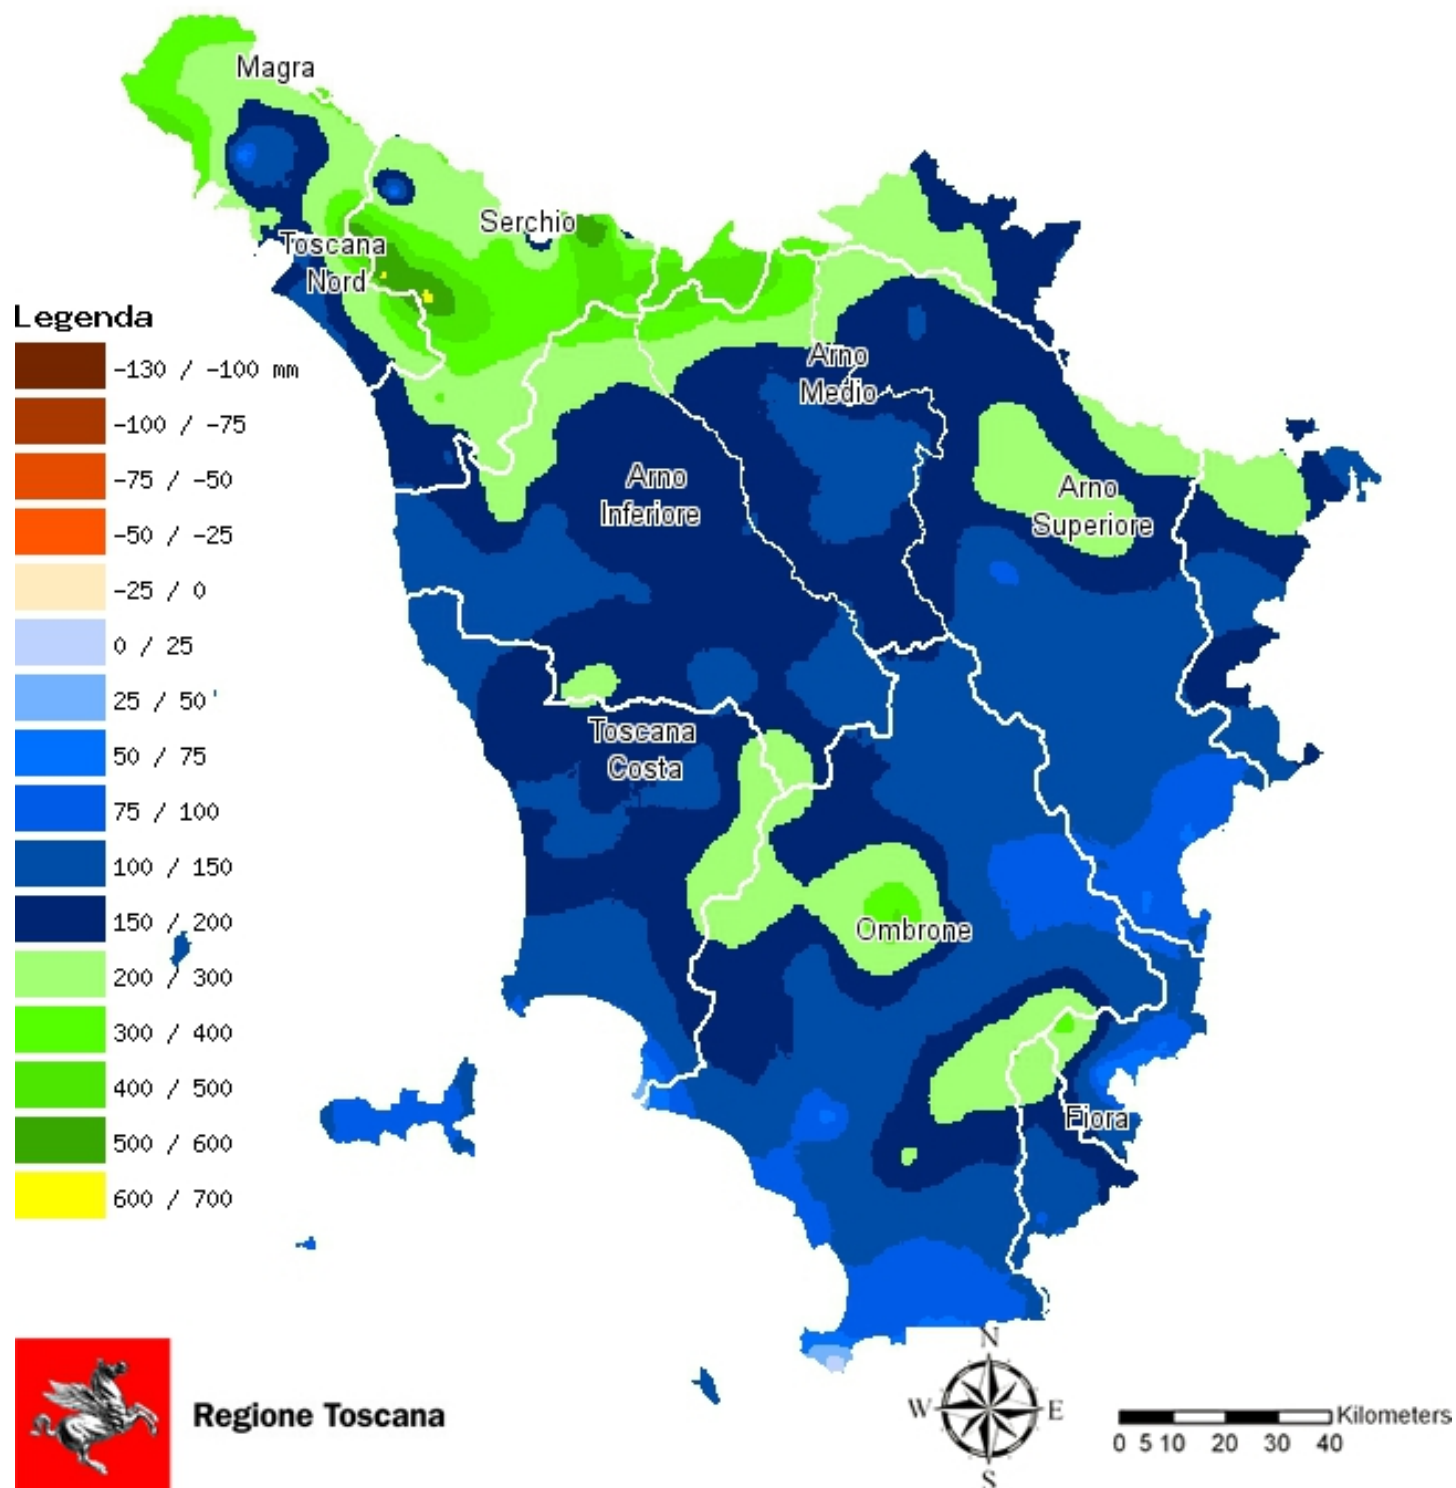 Magra
Serchio
Toscana
Nord
Legenda
-130 / -100 mm
-100 / -75
-75 / -50
-50 / -25
-25 / 0
0 / 25
25 / 50
50 / 75
75 / 100
100 / 150
150 / 200
200 / 300
300 / 400
400 / 500
500 / 600
600 / 700
Arno
Medio
Arno
Inferiore
Arno
Superiore
Toscana
Costa
Ombrone
Fiora
Regione Toscana
N
W
E
S
Kilometers
0 5 10 20 30 40